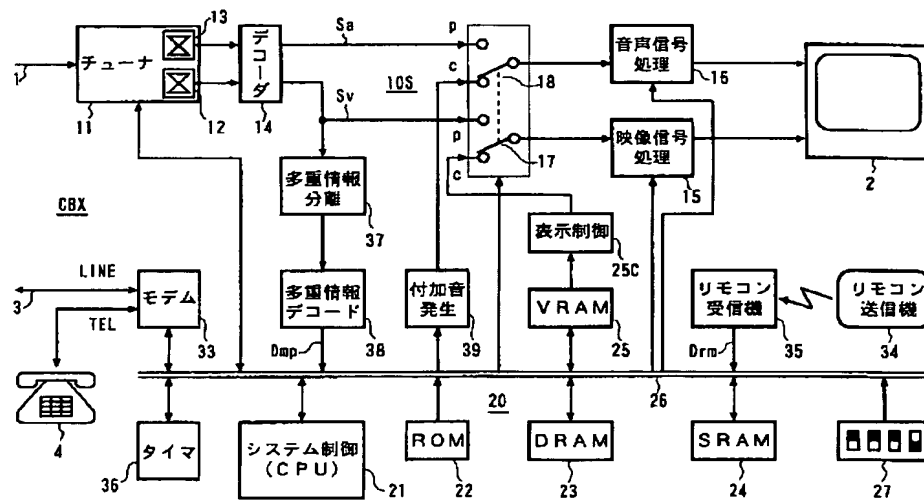 13
Sa
p
1
チューナ
デコーダ
10S
c
18
音声信号
処理
16
11
12
14
Sv
p
17
映像信号
処理
15
2
c
CBX
多重情報
分離
37
表示制御
25C
LINE
3
モデム
TEL
33
多重情報
デコード
38
Dmp
付加音
発生
39
VRAM
25
リモコン
受信機
35
Drm
リモコン
送信機
34
20
26
4
タイマ
36
システム制御
(CPU)
21
ROM
22
DRAM
23
SRAM
24
27